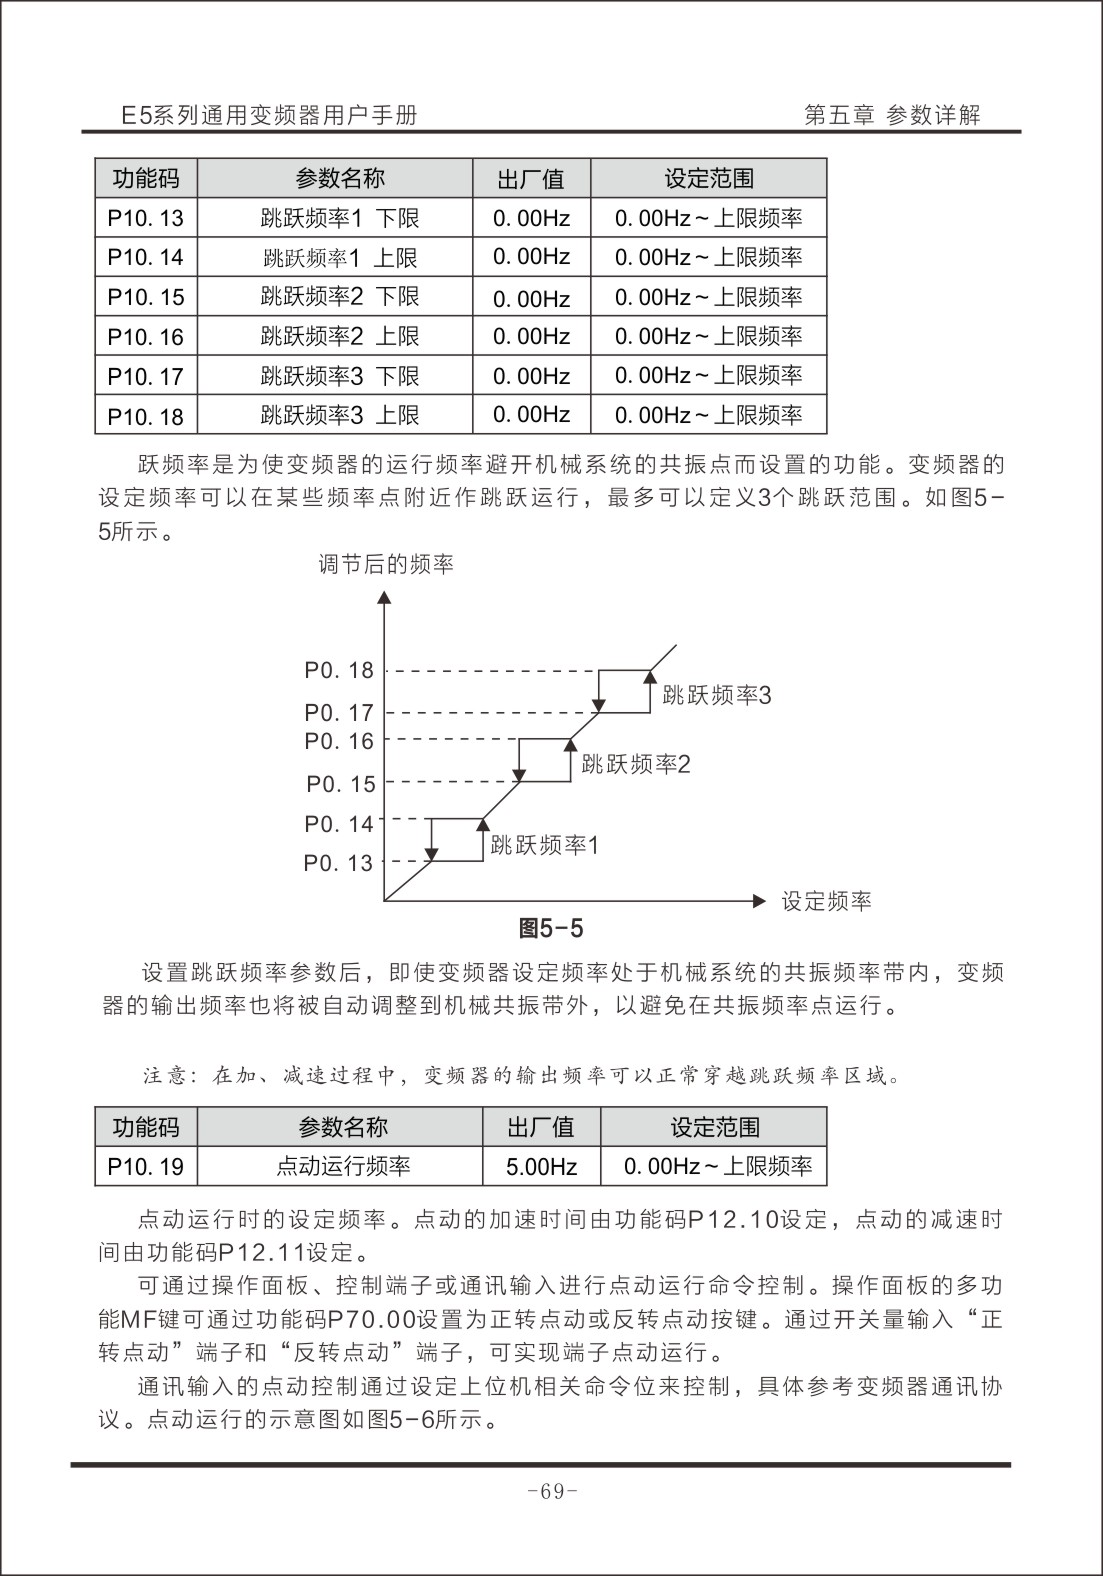 E5系列通用变频器用户手册 第五章 参数详解
功能码 参数名称 出厂值 设定范围
P10.13 跳跃频率1 下限 0.00Hz 0.00Hz~上限频率
P10.14 跳跃频率1 上限 0.00Hz 0.00Hz~上限频率
P10.15 跳跃频率2 下限 0.00Hz 0.00Hz~上限频率
P10.16 跳跃频率2 上限 0.00Hz 0.00Hz~上限频率
P10.17 跳跃频率3 下限 0.00Hz 0.00Hz~上限频率
P10.18 跳跃频率3 上限 0.00Hz 0.00Hz~上限频率
跃频率是为使变频器的运行频率避开机械系统的共振点而设置的功能。变频器的
设定频率可以在某些频率点附近作跳跃运行，最多可以定义3个跳跃范围。如图5-
5所示。
调节后的频率
P0.18
跳跃频率3
P0.17
P0.16
跳跃频率2
P0.15
P0.14
跳跃频率1
P0.13
设定频率
图5-5
设置跳跃频率参数后，即使变频器设定频率处于机械系统的共振频率带内，变频
器的输出频率也将被自动调整到机械共振带外，以避免在共振频率点运行。
注意：在加、减速过程中，变频器的输出频率可以正常穿越跳跃频率区域。
功能码 参数名称 出厂值 设定范围
P10.19 点动运行频率 5.00Hz 0.00Hz~上限频率
点动运行时的设定频率。点动的加速时间由功能码P12.10设定，点动的减速时
间由功能码P12.11设定。
可通过操作面板、控制端子或通讯输入进行点动运行命令控制。操作面板的多功
能MF键可通过功能码P70.00设置为正转点动或反转点动按键。通过开关量输入“正
转点动”端子和“反转点动”端子，可实现端子点动运行。
通讯输入的点动控制通过设定上位机相关命令位来控制，具体参考变频器通讯协
议。点动运行的示意图如图5-6所示。
-69-